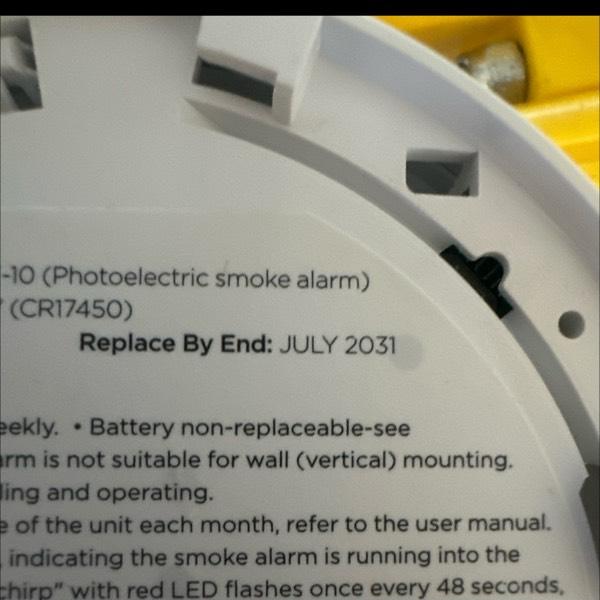 -10 (Photoelectric smoke alarm)
(CR17450)
Replace By End: JULY 2031
eekly. • Battery non-replaceable-see
arm is not suitable for wall (vertical) mounting.
ling and operating.
e of the unit each month, refer to the user manual.
, indicating the smoke alarm is running into the
chirp" with red LED flashes once every 48 seconds,